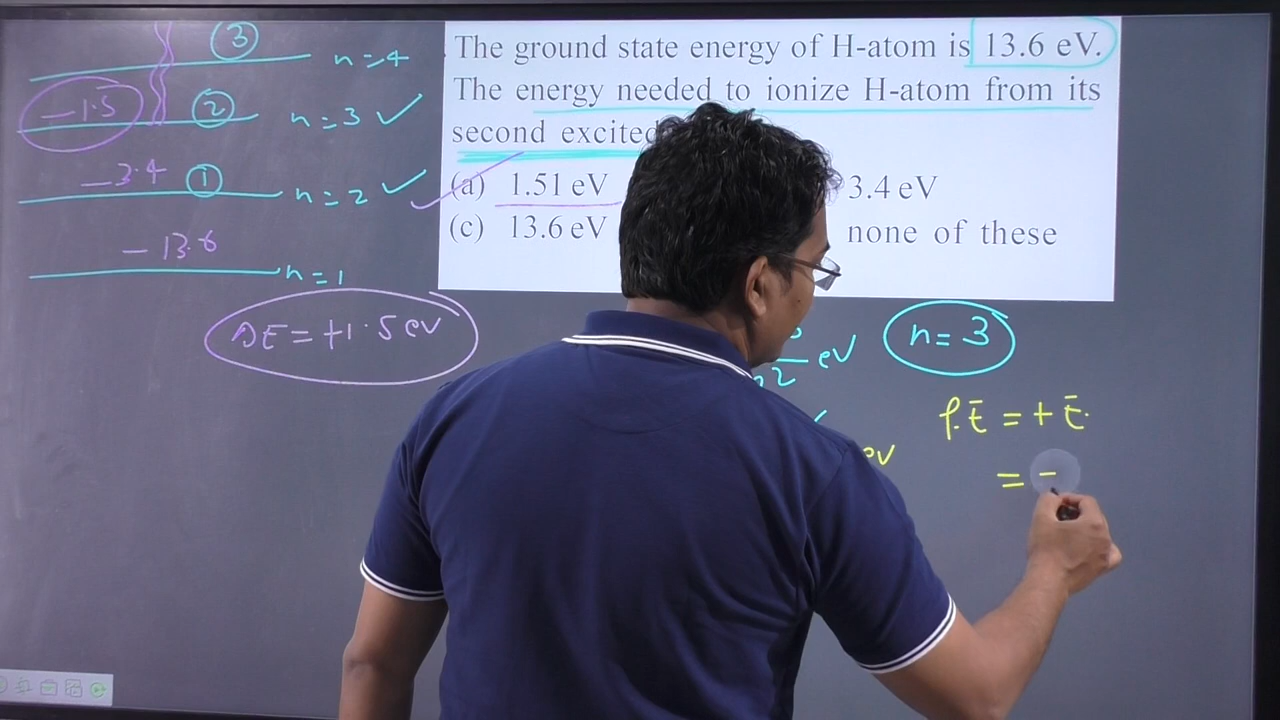 The ground state energy of H-atom is 13.6 eV.
The energy needed to ionize H-atom from its
second excited
(a) 1.51 eV
3.4 eV
(c) 13.6 eV
none of these
③
n=4
-1.5
②
n=3 ✓
-3.4
①
n=2 ✓
-13.6
n=1
ΔE=+1.5 eV
2 eV
n=3
eV
P.E = + E.
= -